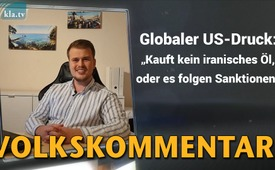 kla.tv
Globaler US-Druck:
„Kauft kein iranisches Öl,
oder es folgen Sanktionen
VOLKSKOMMENTAR